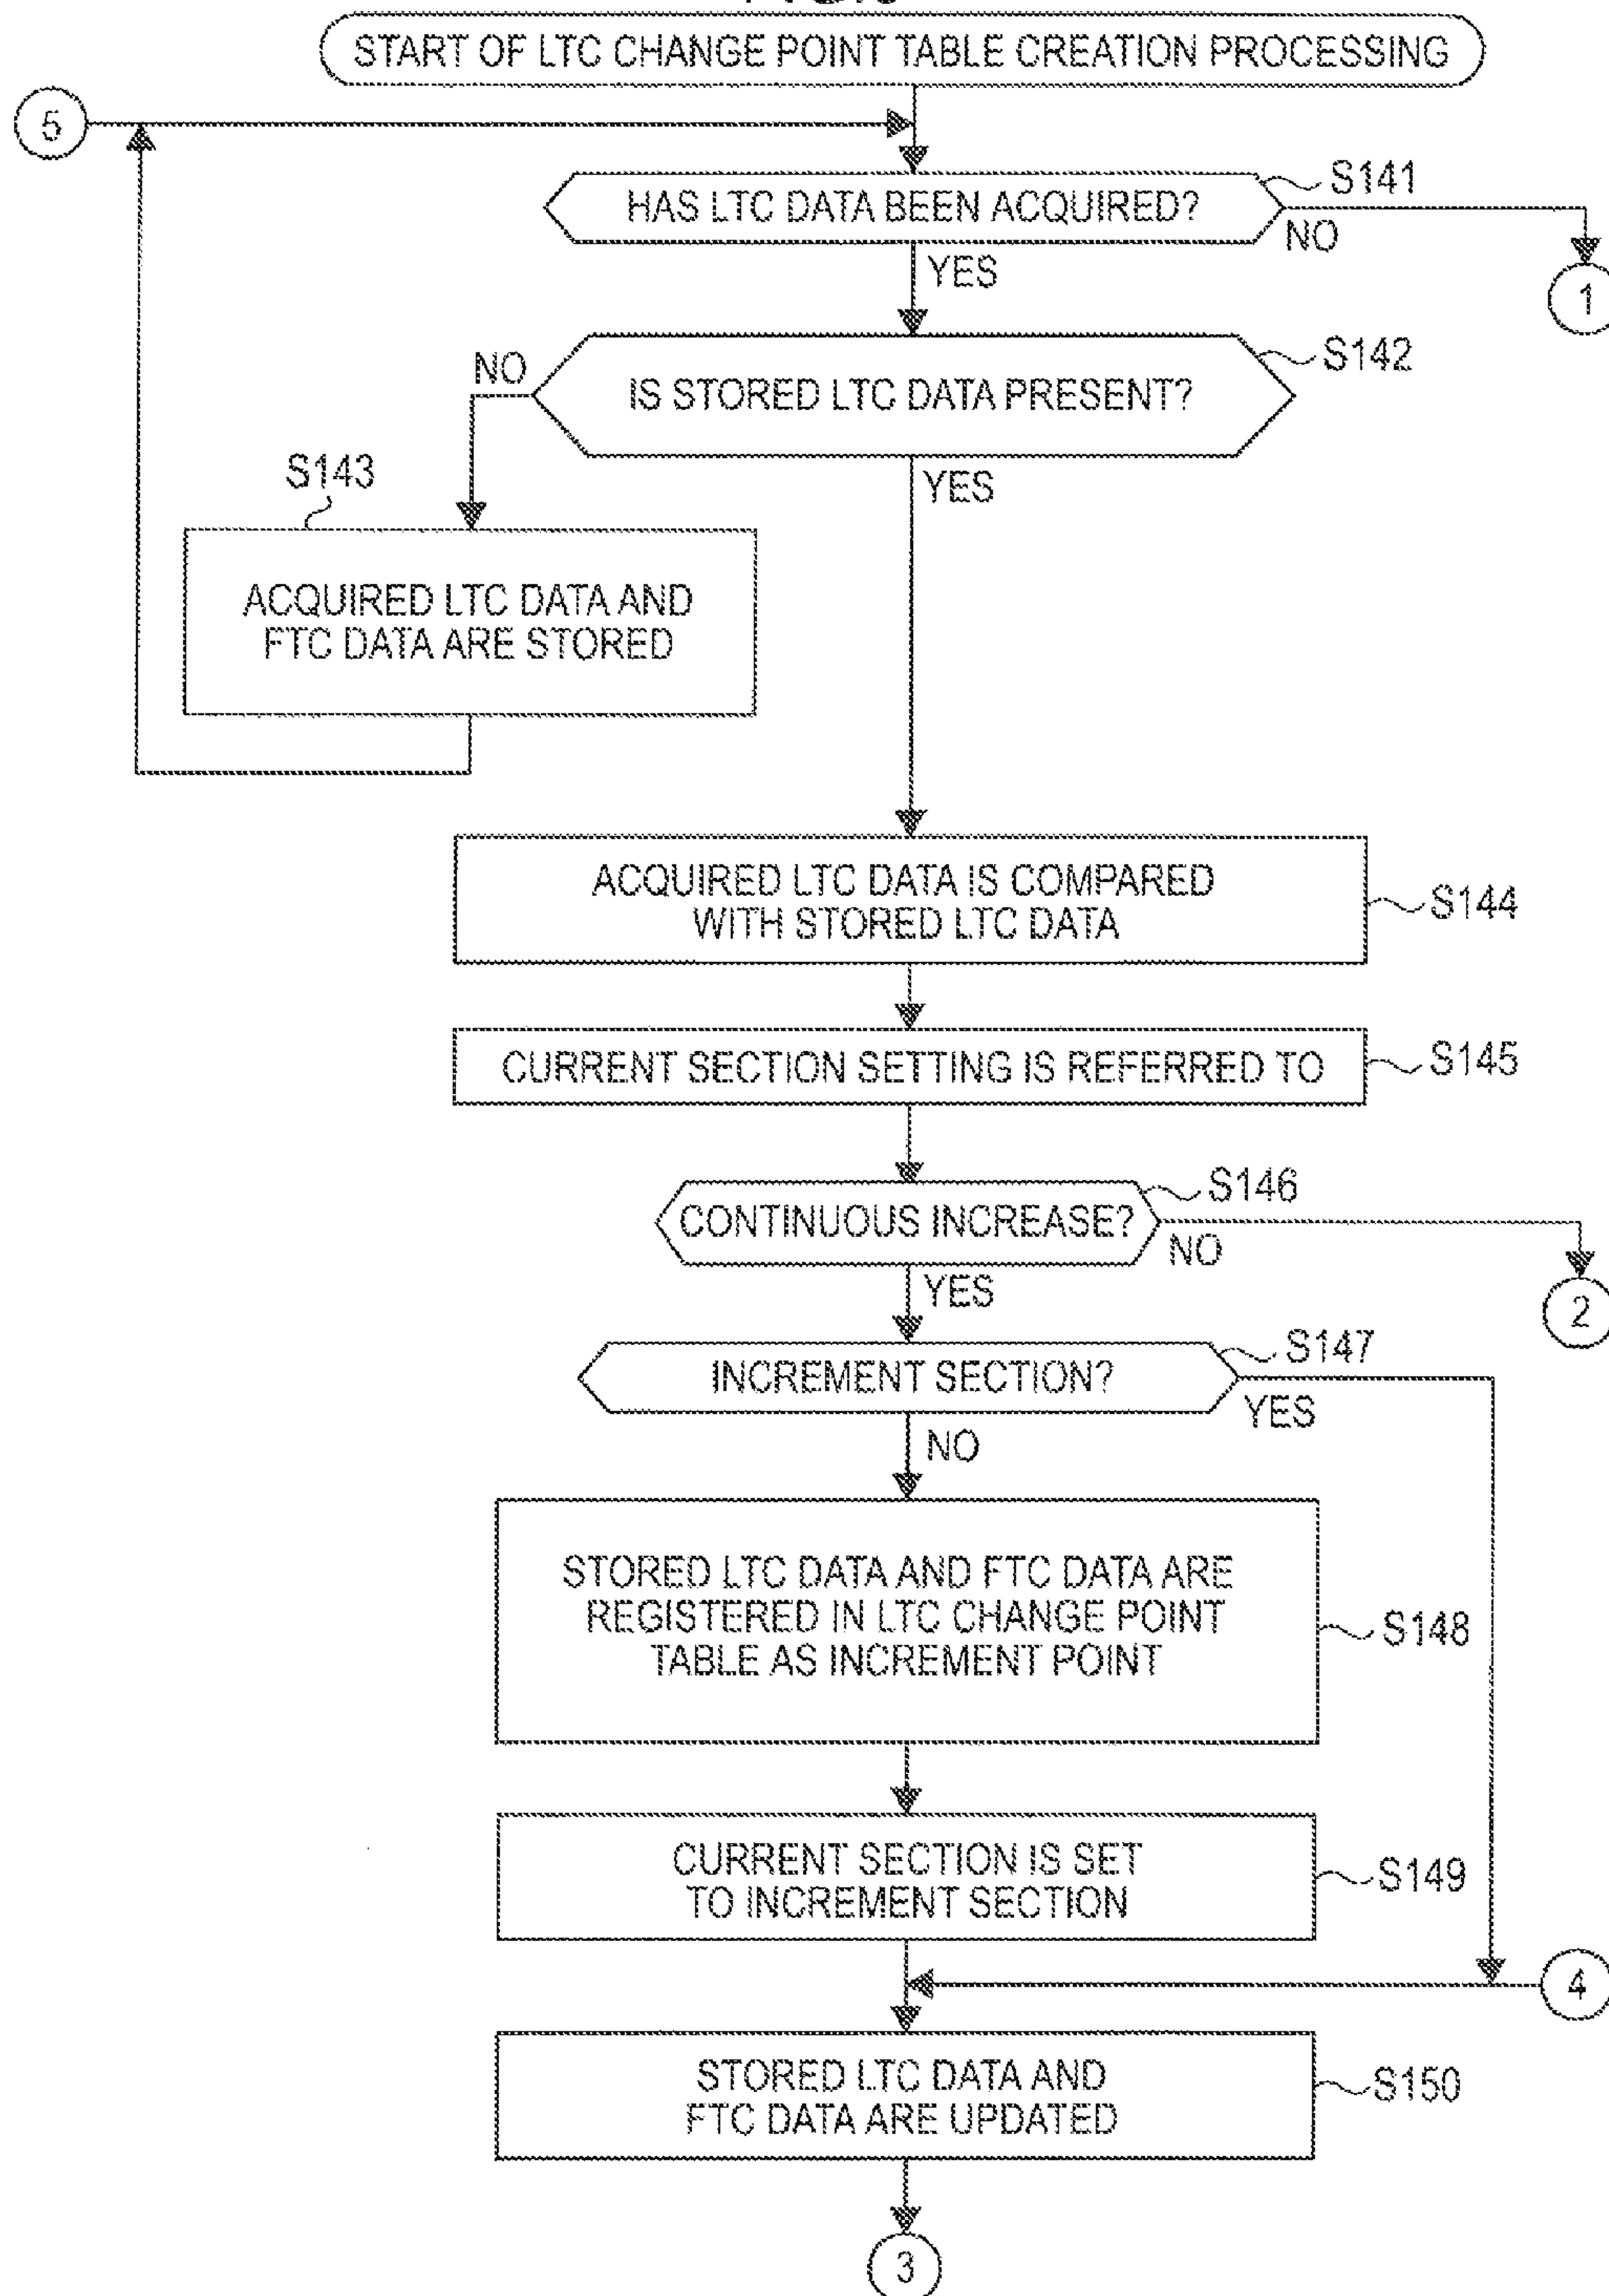 START OF LTC CHANGE POINT TABLE CREATION PROCESSING
5
HAS LTC DATA BEEN ACQUIRED?
S141
NO
1
YES
IS STORED LTC DATA PRESENT?
S142
NO
YES
S143
ACQUIRED LTC DATA AND
FTC DATA ARE STORED
ACQUIRED LTC DATA IS COMPARED
WITH STORED LTC DATA
S144
CURRENT SECTION SETTING IS REFERRED TO
S145
CONTINUOUS INCREASE?
S146
NO
2
YES
INCREMENT SECTION?
S147
YES
NO
STORED LTC DATA AND FTC DATA ARE
REGISTERED IN LTC CHANGE POINT
TABLE AS INCREMENT POINT
S148
CURRENT SECTION IS SET
TO INCREMENT SECTION
S149
4
STORED LTC DATA AND
FTC DATA ARE UPDATED
S150
3